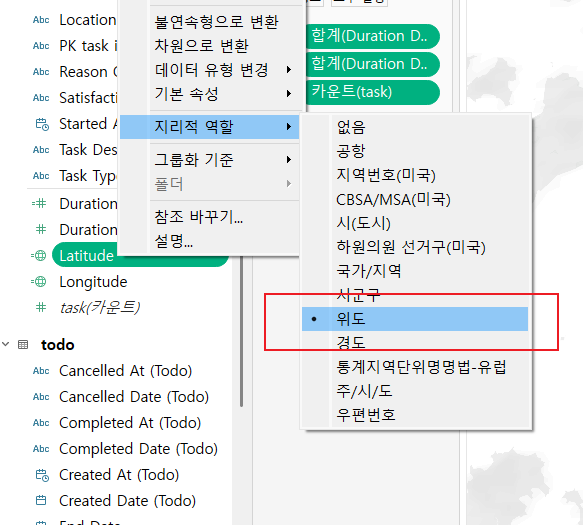 Location
Abc PK task i
Abc Reason C
Abc Satisfacti
Started A
Abc Task Des
Abc Task Type
Duration
Duration
Latitude
Longitude
task(카운트)
todo
Abc Cancelled At (Todo)
Abc Cancelled Date (Todo)
Abc Completed At (Todo)
Abc Completed Date (Todo)
Created At (Todo)
Created Date (Todo)
불연속형으로 변환
차원으로 변환
데이터 유형 변경
기본 속성
지리적 역할
그룹화 기준
폴더
참조 바꾸기...
설명...
합계(Duration D..
합계(Duration D..
카운트(task)
없음
공항
지역번호(미국)
CBSA/MSA(미국)
시(도시)
하원의원 선거구(미국)
국가/지역
시군구
위도
경도
통계지역단위명명법-유럽
주/시/도
우편번호